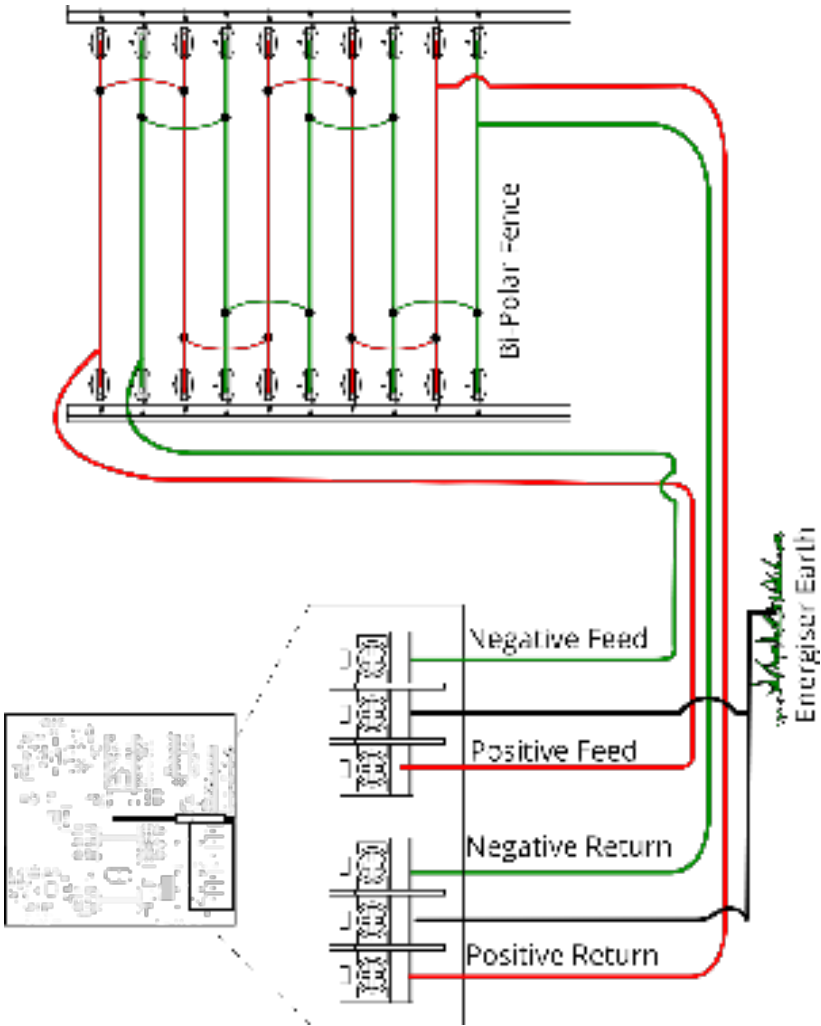 Bi-Polar Fence
Energiser Earth
Negative Feed
Positive Feed
Negative Return
Positive Return